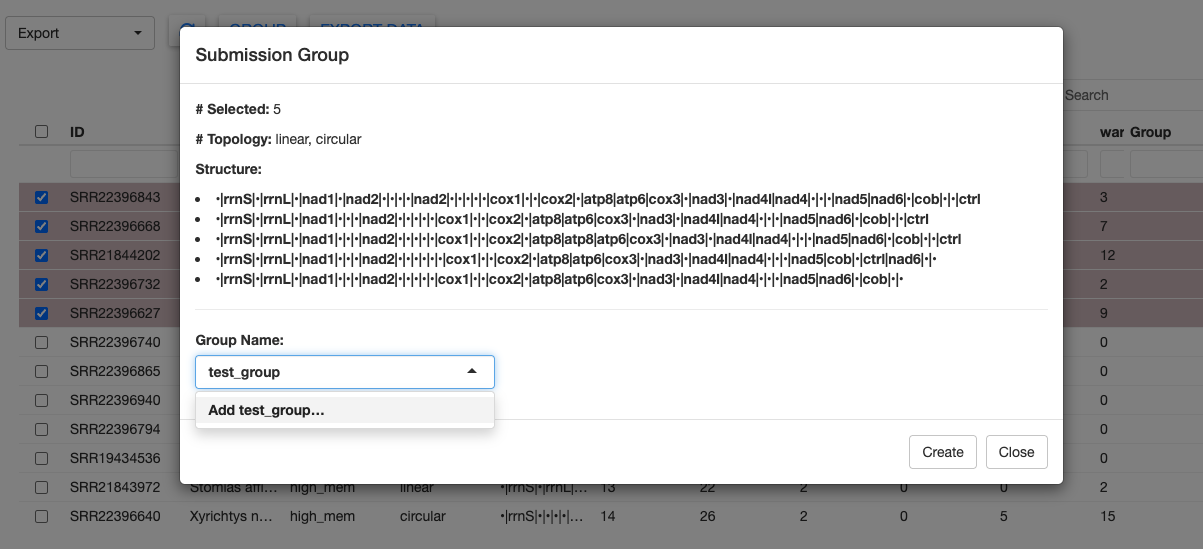 Export
GROUP EXPORT DATA
Submission Group
# Selected: 5
# Topology: linear, circular
Structure:
• •|rrnS|•|rrnL|•|nad1|•|nad2|•|•|•|•|nad2|•|•|•|•|•|cox1|•|•|cox2|•|atp8|atp6|cox3|•|nad3|•|nad4l|nad4|•|•|•|nad5|nad6|•|cob|•|•|ctrl
• •|rrnS|•|rrnL|•|nad1|•|•|•|nad2|•|•|•|•|•|cox1|•|•|cox2|•|atp8|atp6|cox3|•|nad3|•|nad4l|nad4|•|•|•|nad5|nad6|•|cob|•|•|ctrl
• •|rrnS|•|rrnL|•|nad1|•|•|•|nad2|•|•|•|•|•|cox1|•|•|cox2|•|atp8|atp8|atp6|cox3|•|nad3|•|nad4l|nad4|•|•|•|nad5|nad6|•|cob|•|•|ctrl
• •|rrnS|•|rrnL|•|nad1|•|•|•|nad2|•|•|•|•|•|•|cox1|•|•|cox2|•|atp8|atp6|cox3|•|nad3|•|nad4l|nad4|•|•|•|nad5|cob|•|ctrl|nad6|•|•
• •|rrnS|•|rrnL|•|nad1|•|•|•|nad2|•|•|•|•|•|cox1|•|•|cox2|•|atp8|atp6|cox3|•|nad3|•|nad4l|nad4|•|•|•|nad5|nad6|•|cob|•|•
Group Name:
test_group
Add test_group…
Create Close
Search
ID war Group
SRR22396843 3
SRR22396668 7
SRR21844202 12
SRR22396732 2
SRR22396627 9
SRR22396740 0
SRR22396865 0
SRR22396940 0
SRR22396794 0
SRR19434536 0
SRR21843972 Stomias affi… high_mem linear •|rrnS|•|rrnL|… 13 22 2 0 0 2
SRR22396640 Xyrichtys n… high_mem circular •|rrnS|•|•|•|•|… 14 26 2 0 5 15